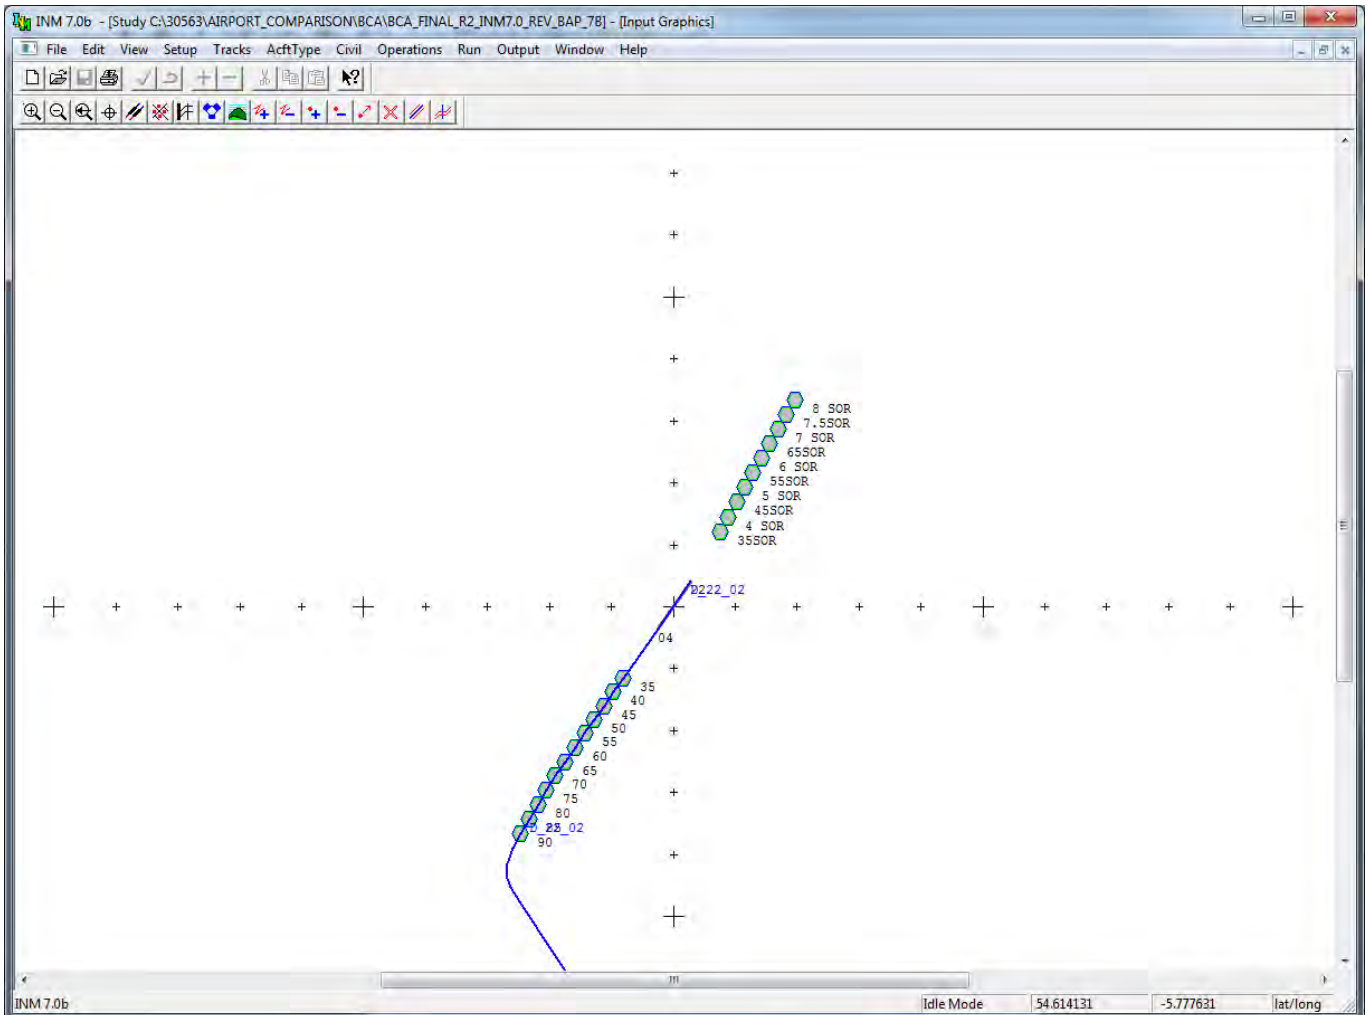 INM 7.0b - [Study C:\30563\AIRPORT_COMPARISON\BCA\BCA_FINAL_R2_INM7.0_REV_BAP_7B] - [Input Graphics]
File Edit View Setup Tracks AcftType Civil Operations Run Output Window Help
8 SOR
7.5SOR
7 SOR
65SOR
6 SOR
55SOR
5 SOR
45SOR
4 SOR
35SOR
22_02
04
35
40
45
50
55
60
65
70
75
80
02
90
INM 7.0b Idle Mode 54.614131 -5.777631 lat/long